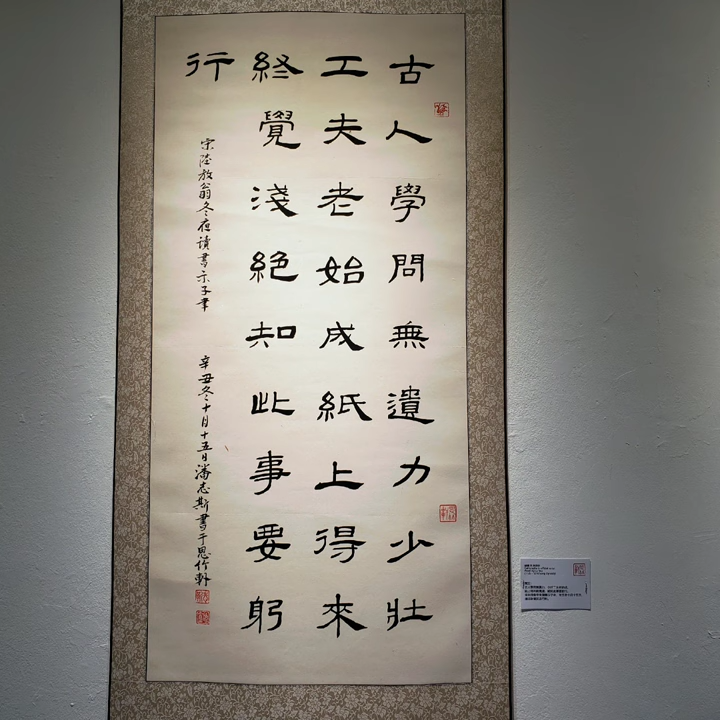 古人學問無遺力少壯
工夫老始成紙上得來
終覺淺絕知此事要躬
行
宋陸放翁冬夜讀書示子聿
辛丑冬十月十五日潘志斯書于思竹軒